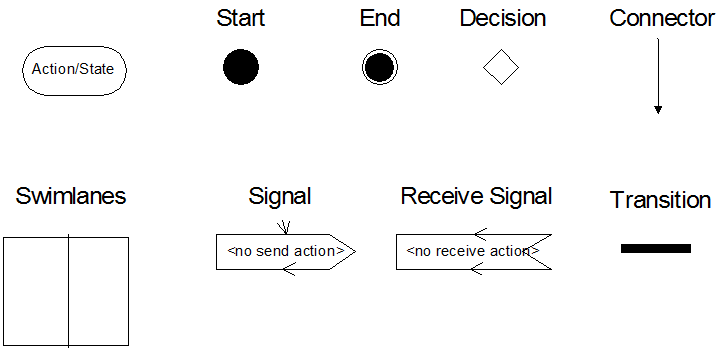 Start
End
Decision
Connector
Action/State
Swimlanes
Signal
Receive Signal
Transition
<no send action>
<no receive action>